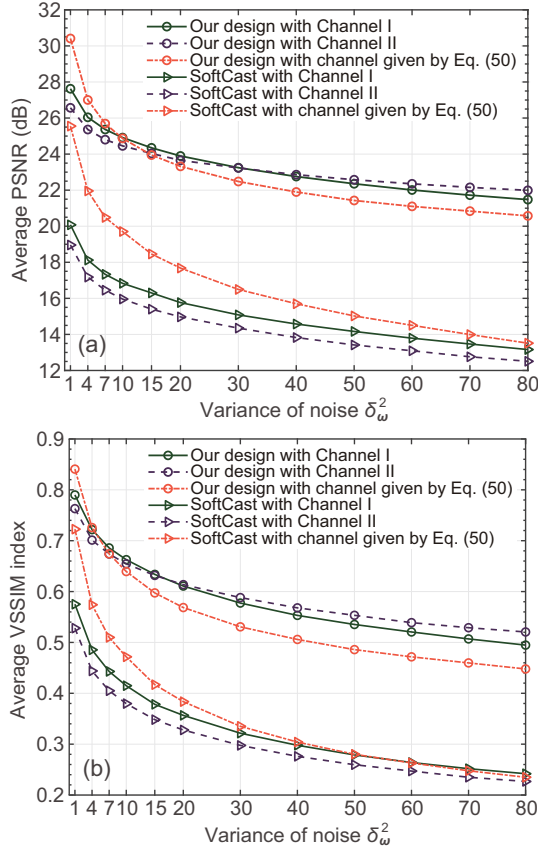 32
30
28
26
24
22
20
18
16
14
12
Average PSNR (dB)
Our design with Channel I
Our design with Channel II
Our design with channel given by Eq. (50)
SoftCast with Channel I
SoftCast with Channel II
SoftCast with channel given by Eq. (50)
(a)
1 4 7 10 15 20 30 40 50 60 70 80
Variance of noise δ²_ω
0.9
0.8
0.7
0.6
0.5
0.4
0.3
0.2
Average VSSIM index
Our design with Channel I
Our design with Channel II
Our design with channel given by Eq. (50)
SoftCast with Channel I
SoftCast with Channel II
SoftCast with channel given by Eq. (50)
(b)
1 4 7 10 15 20 30 40 50 60 70 80
Variance of noise δ²_ω